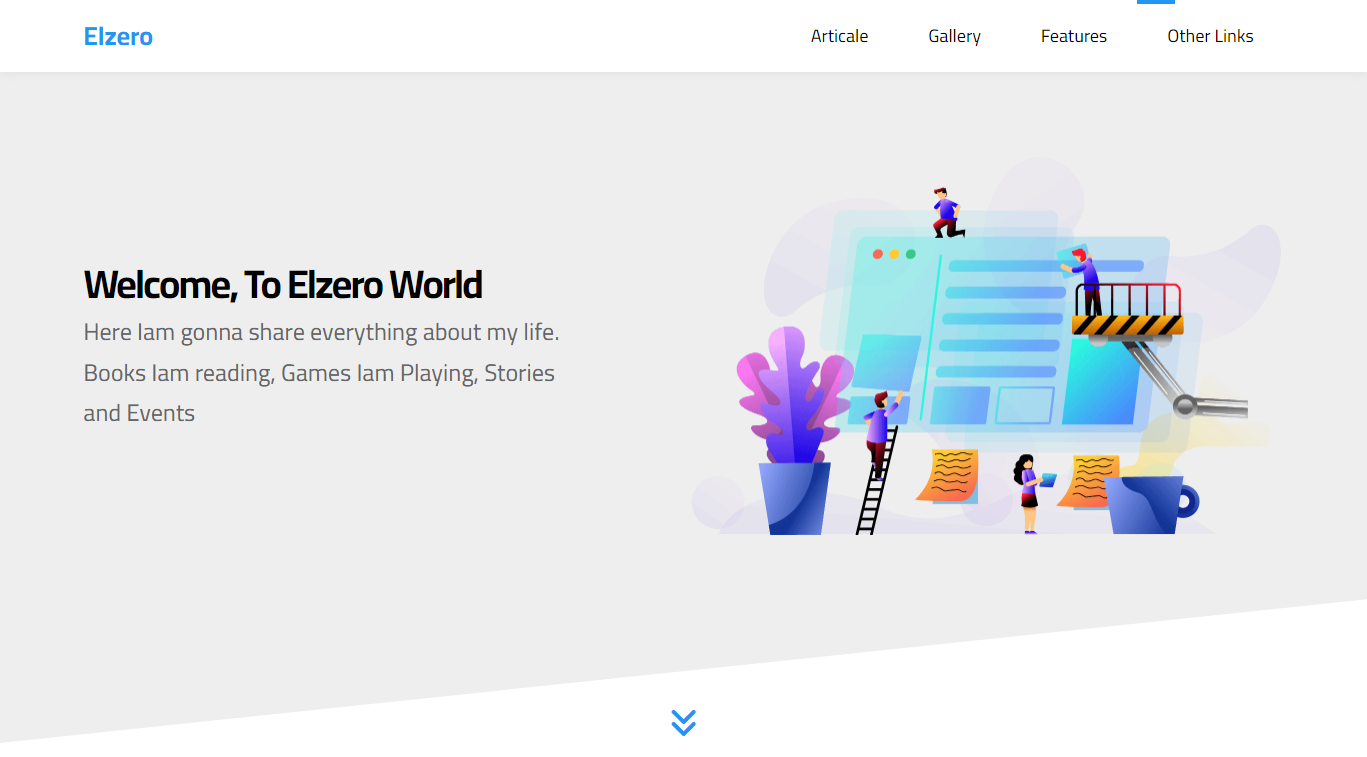 Elzero
Articale
Gallery
Features
Other Links
Welcome, To Elzero World
Here Iam gonna share everything about my life.
Books Iam reading, Games Iam Playing, Stories
and Events